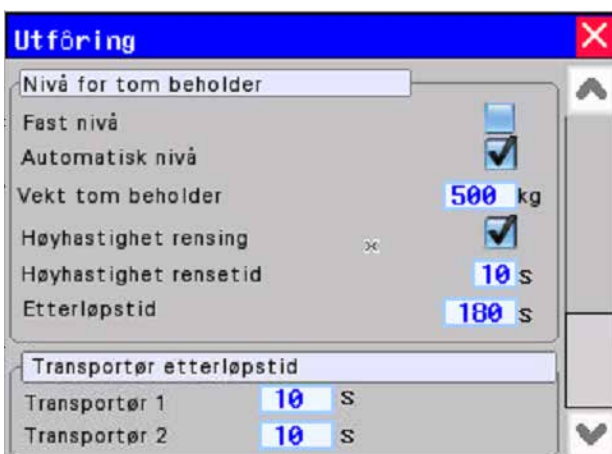 Utfôring
Nivå for tom beholder
Fast nivå
Automatisk nivå
Vekt tom beholder 500 kg
Høyhastighet rensing
Høyhastighet rensetid 10 s
Etterløpstid 180 s
Transportør etterløpstid
Transportør 1 10 s
Transportør 2 10 s